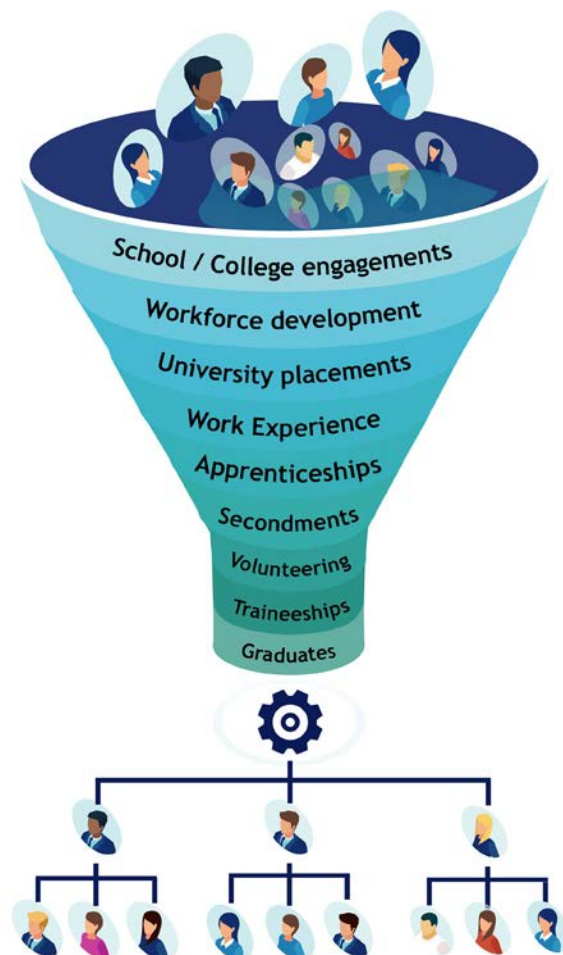 School / College engagements
Workforce development
University placements
Work Experience
Apprenticeships
Secondments
Volunteering
Traineeships
Graduates